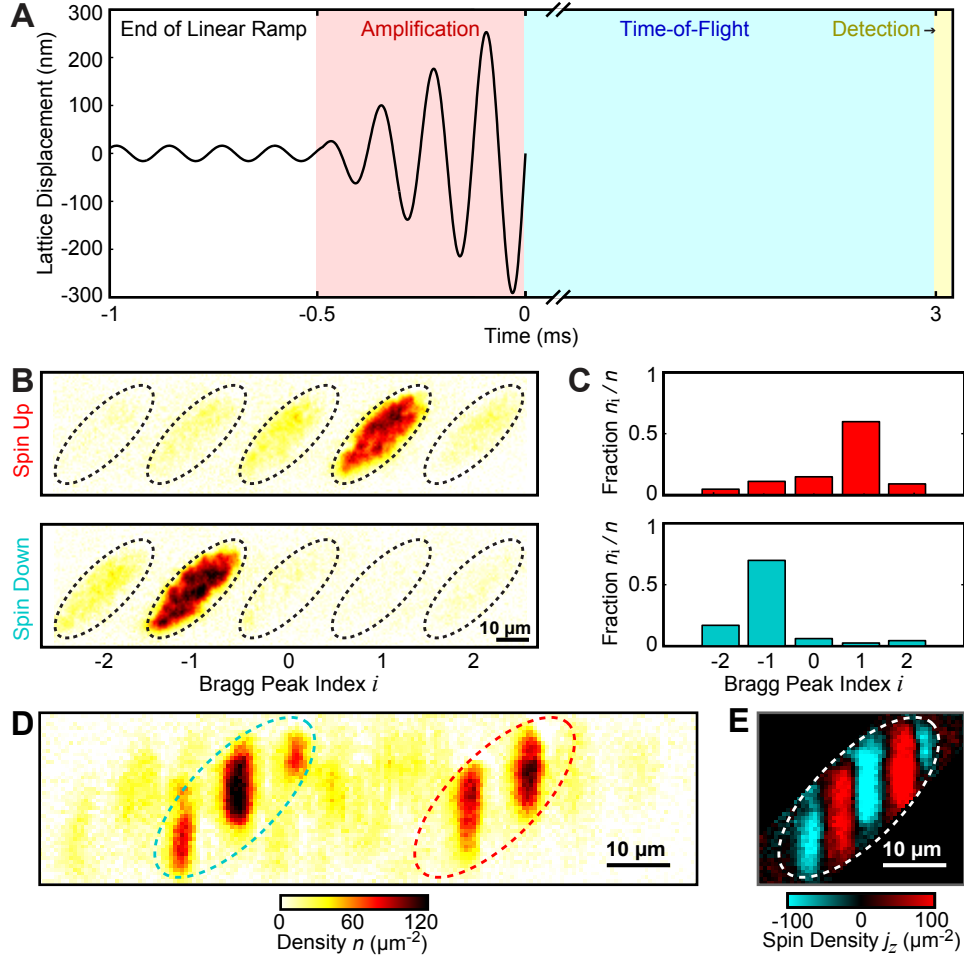 A
End of Linear Ramp
Amplification
Time-of-Flight
Detection →
Lattice Displacement (nm)
300
200
100
0
-100
-200
-300
-1
-0.5
0
3
Time (ms)
B
Spin Up
Spin Down
10 μm
-2
-1
0
1
2
Bragg Peak Index i
C
Fraction nᵢ / n
1
0.5
0
Fraction nᵢ / n
1
0.5
0
-2
-1
0
1
2
Bragg Peak Index i
D
10 μm
0
60
120
Density n (μm⁻²)
E
10 μm
-100
0
100
Spin Density j_z (μm⁻²)